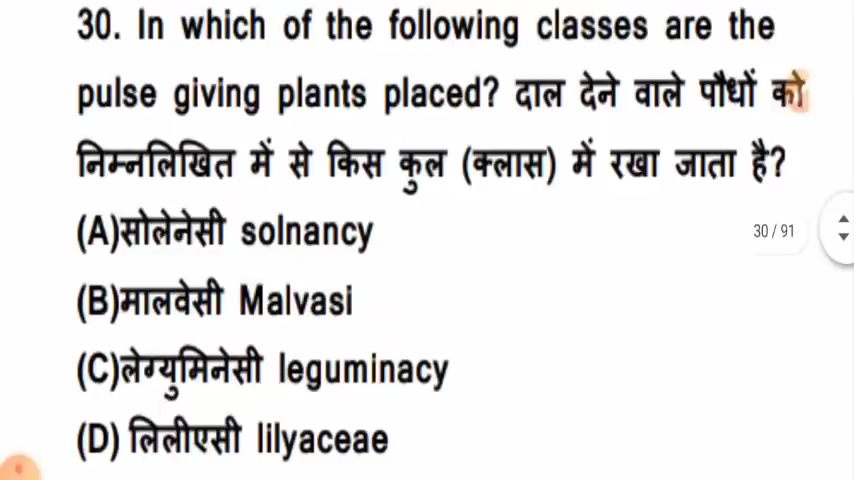 30. In which of the following classes are the
pulse giving plants placed? दाल देने वाले पौधों को
निम्नलिखित में से किस कुल (क्लास) में रखा जाता है?
(A)सोलेनेसी solnancy
30 / 91
(B)मालवेसी Malvasi
(C)लेग्युमिनेसी leguminacy
(D) लिलीएसी lilyaceae